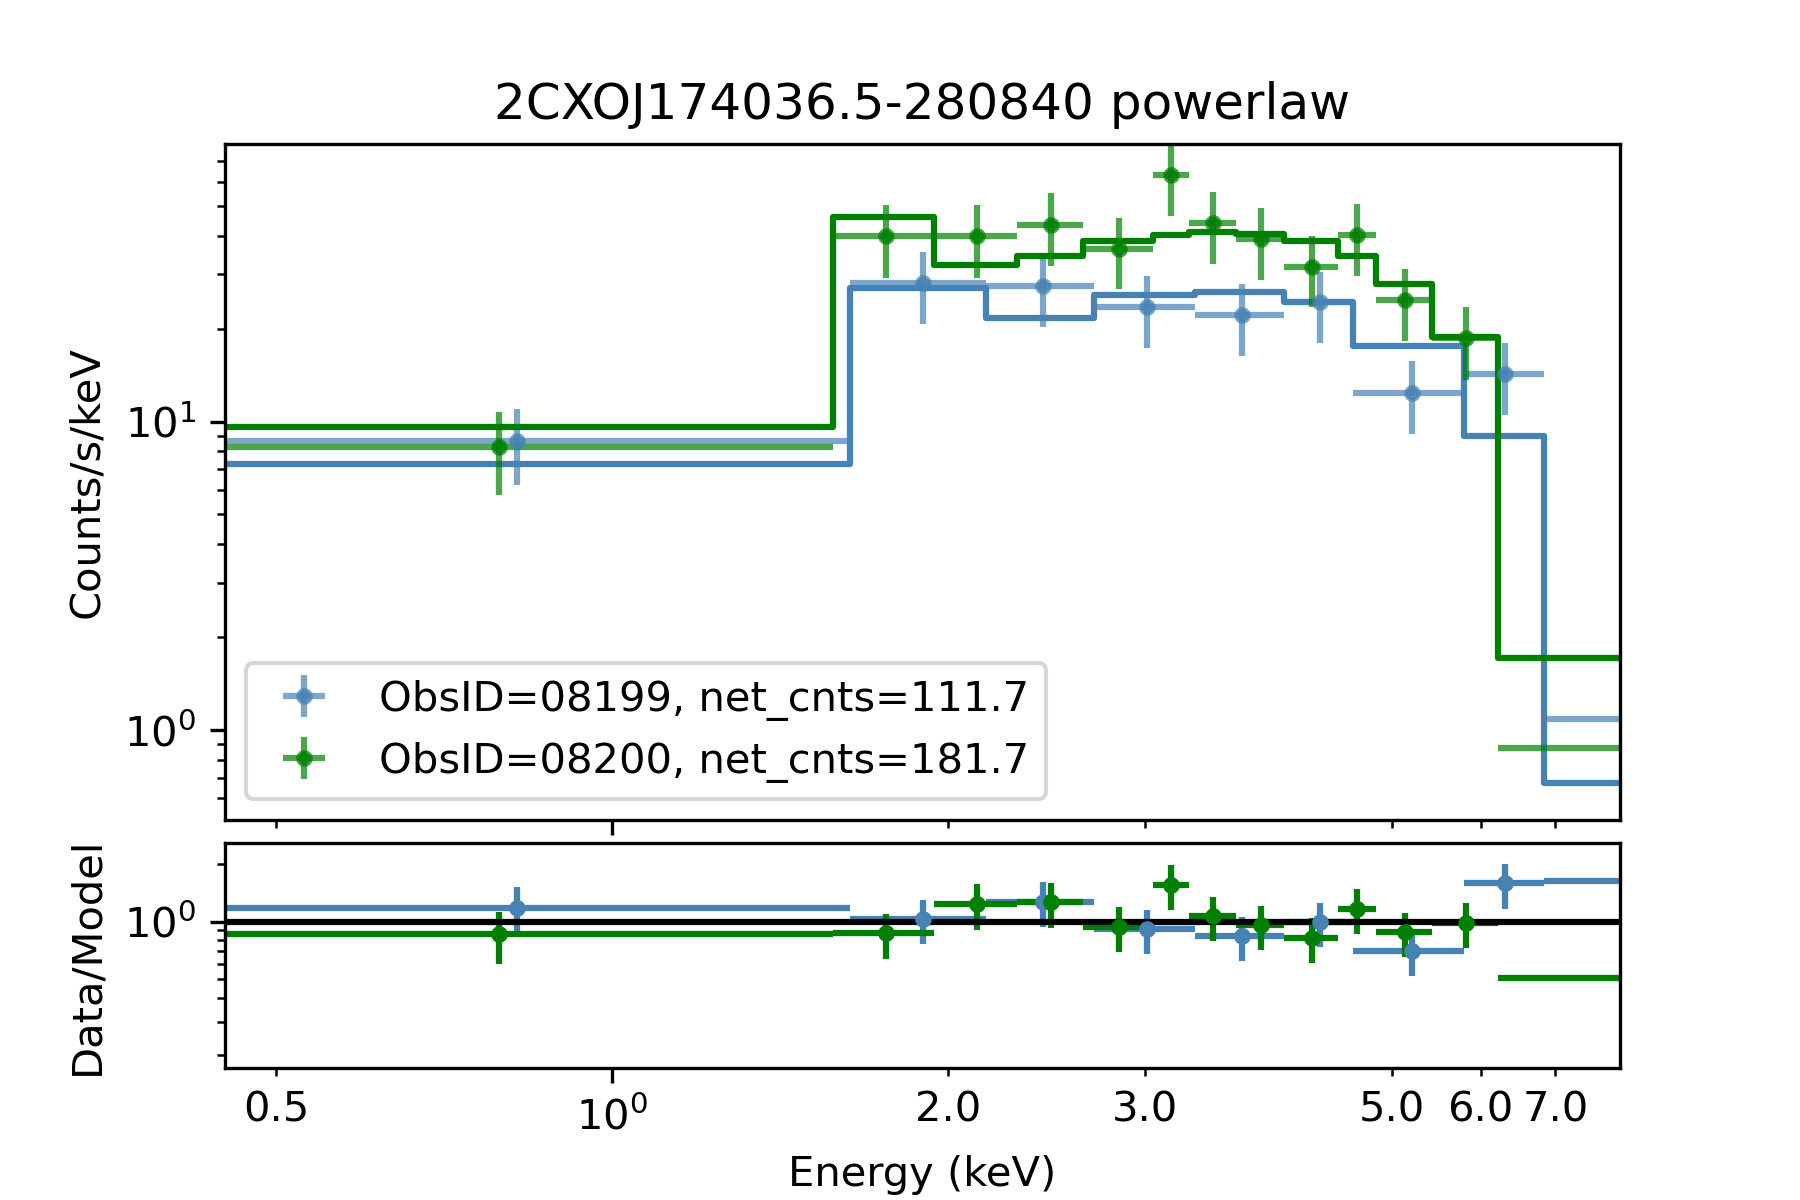 2CXOJ174036.5-280840 powerlaw
Counts/s/keV
10¹
10⁰
ObsID=08199, net_cnts=111.7
ObsID=08200, net_cnts=181.7
Data/Model
10⁰
0.5 10⁰ 2.0 3.0 5.0 6.0 7.0
Energy (keV)